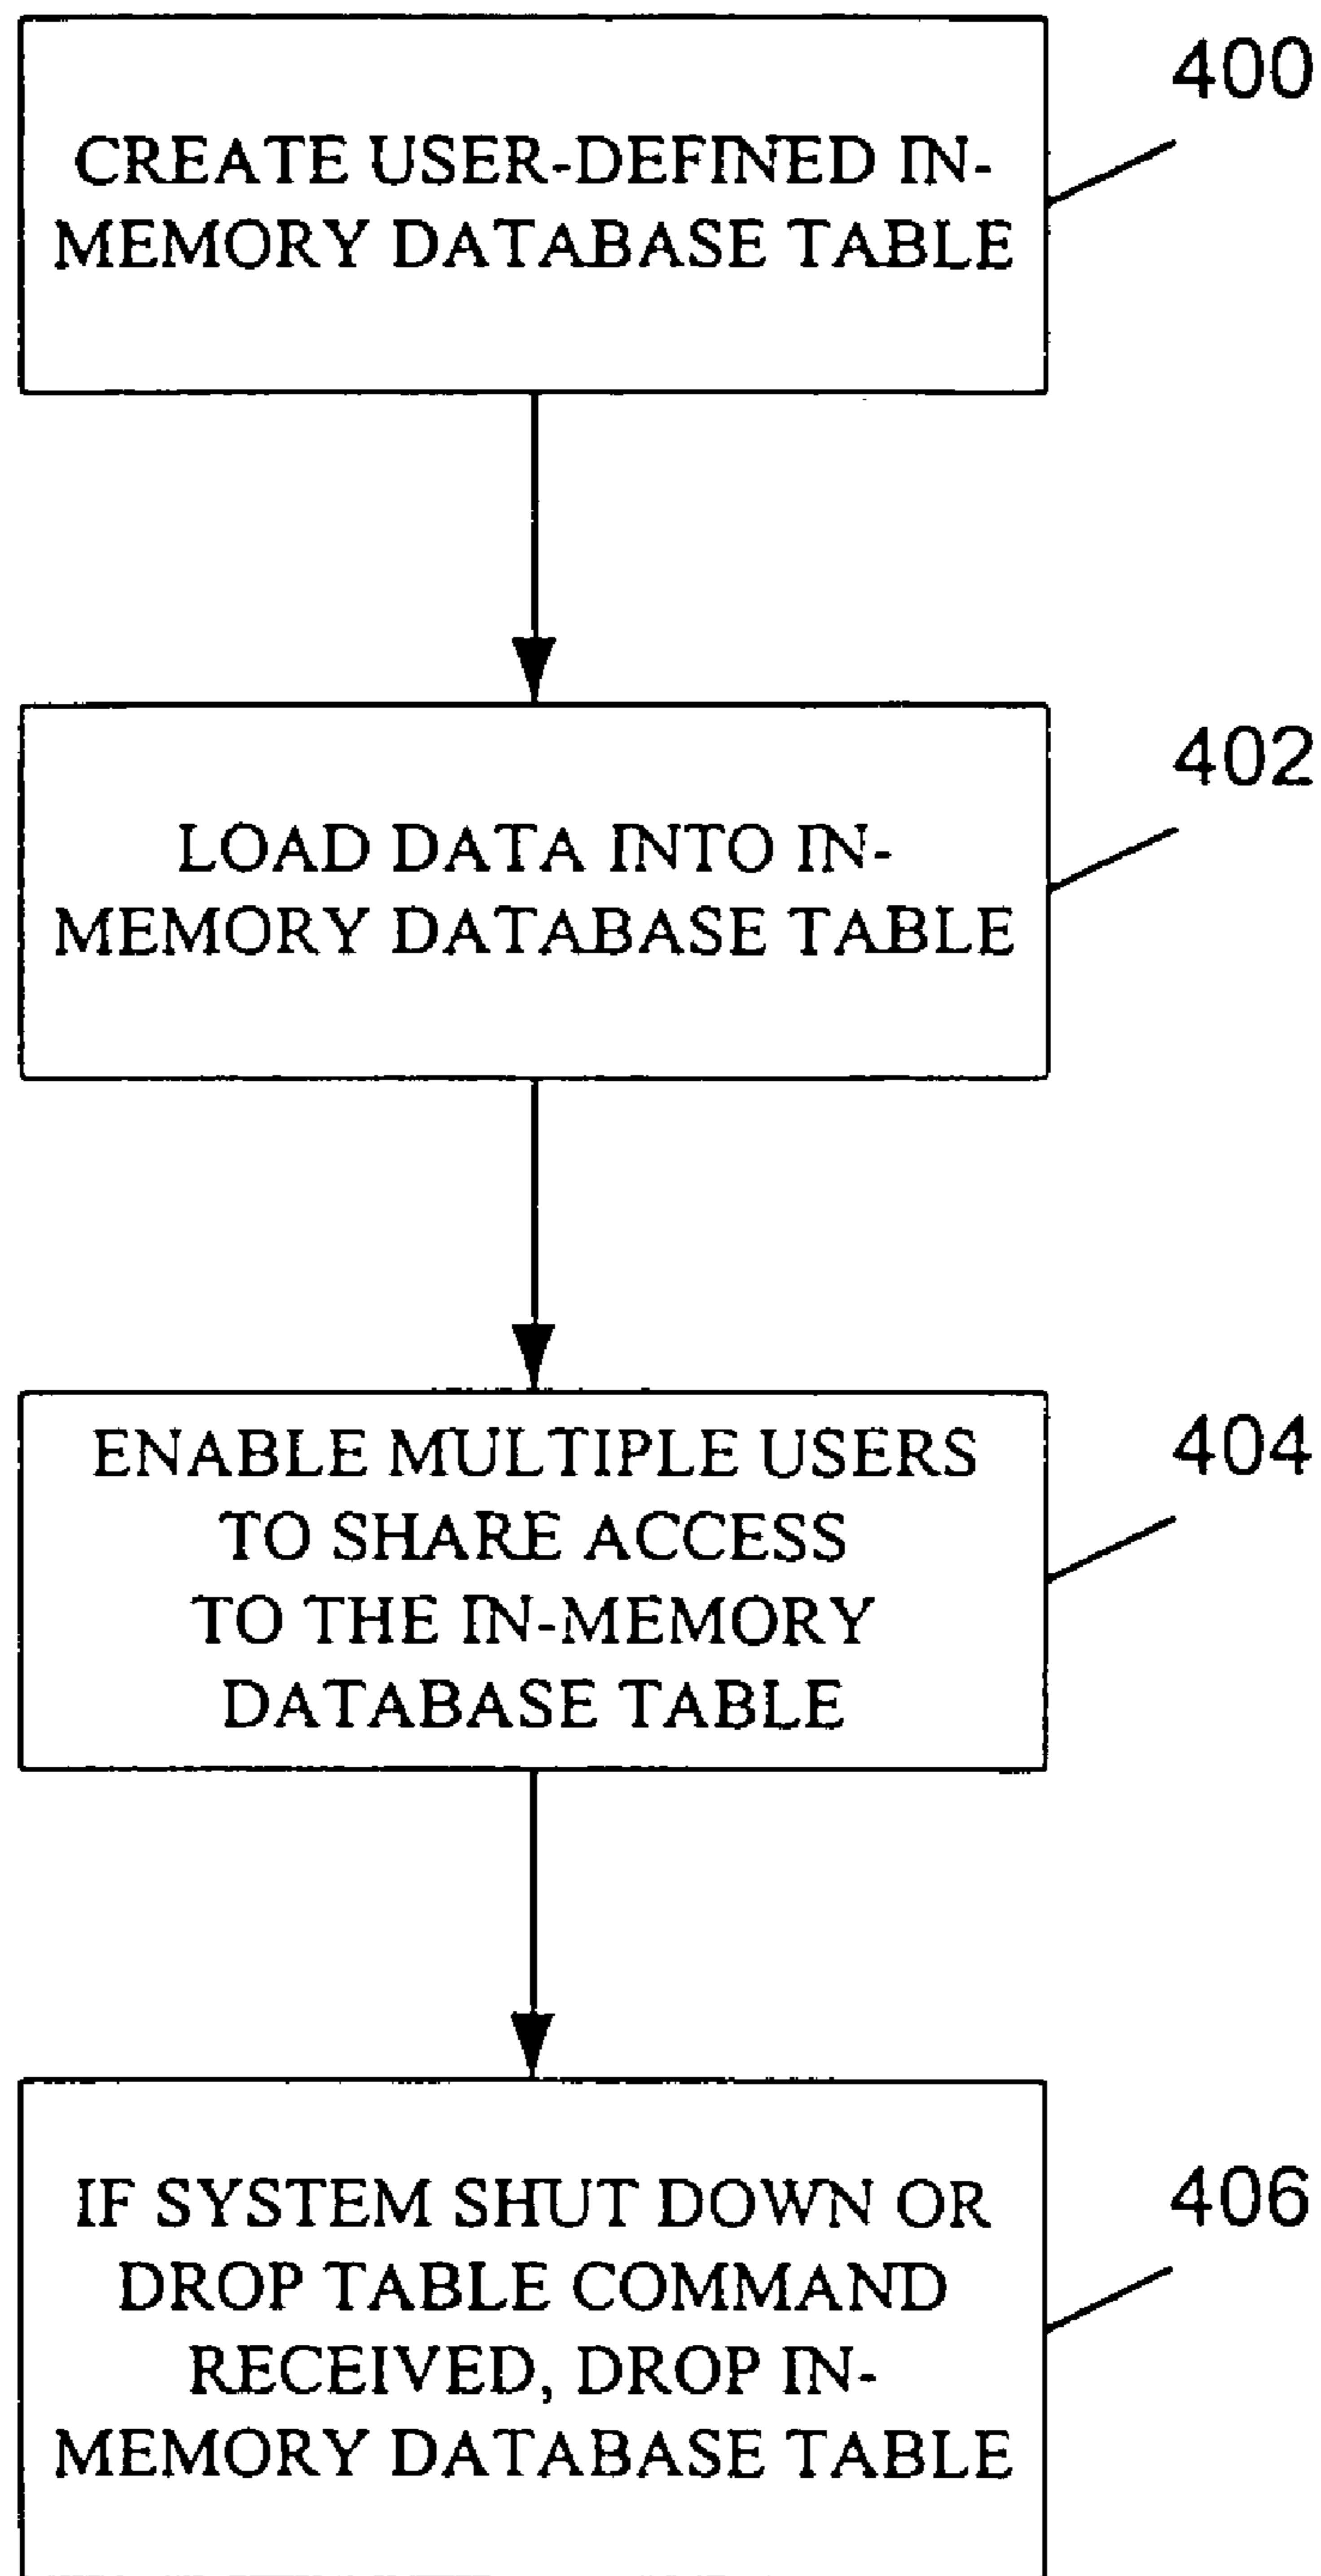 400
CREATE USER-DEFINED IN-
MEMORY DATABASE TABLE
402
LOAD DATA INTO IN-
MEMORY DATABASE TABLE
404
ENABLE MULTIPLE USERS
TO SHARE ACCESS
TO THE IN-MEMORY
DATABASE TABLE
406
IF SYSTEM SHUT DOWN OR
DROP TABLE COMMAND
RECEIVED, DROP IN-
MEMORY DATABASE TABLE